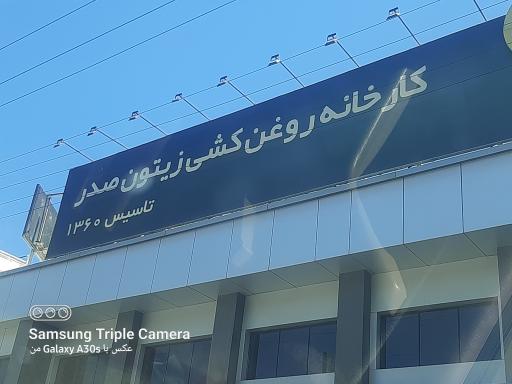 کارخانه روغن کشی زیتون صدر
تاسیس ۱۳۶۰
Samsung Triple Camera
عکس با Galaxy A30s من